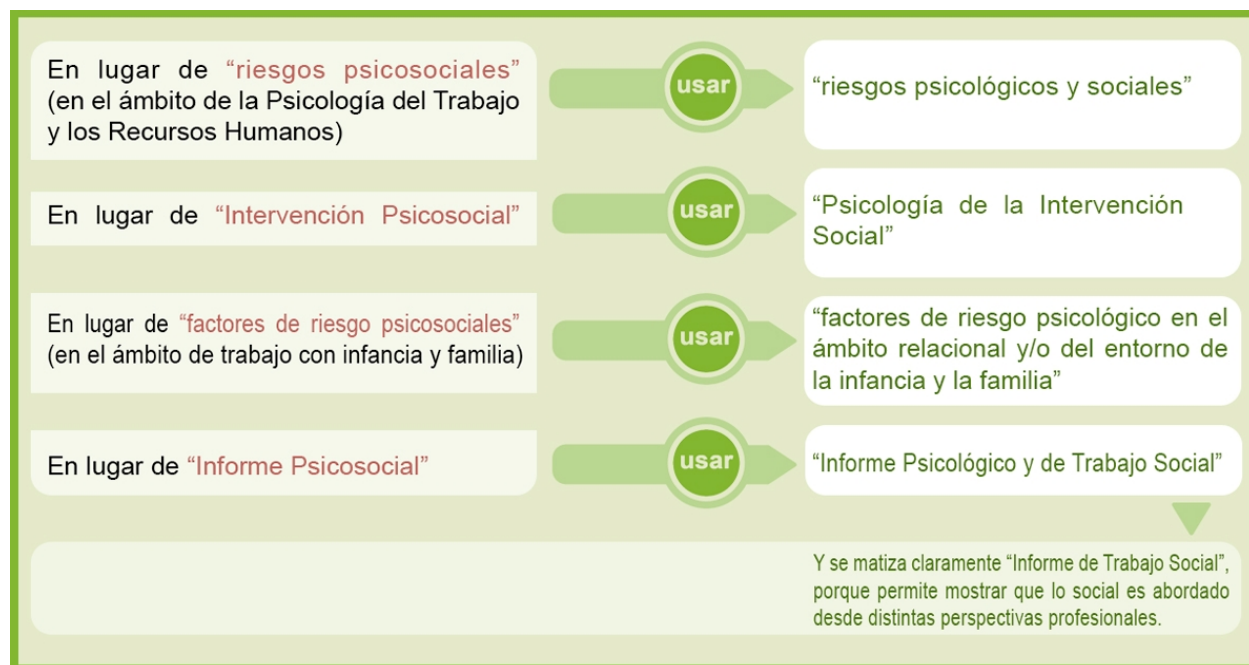 En lugar de “riesgos psicosociales”
(en el ámbito de la Psicología del Trabajo
y los Recursos Humanos)
usar
“riesgos psicológicos y sociales”
En lugar de “Intervención Psicosocial”
usar
“Psicología de la Intervención
Social”
En lugar de “factores de riesgo psicosociales”
(en el ámbito de trabajo con infancia y familia)
usar
“factores de riesgo psicológico en el
ámbito relacional y/o del entorno de
la infancia y la familia”
En lugar de “Informe Psicosocial”
usar
“Informe Psicológico y de Trabajo Social”
Y se matiza claramente “Informe de Trabajo Social”,
porque permite mostrar que lo social es abordado
desde distintas perspectivas profesionales.